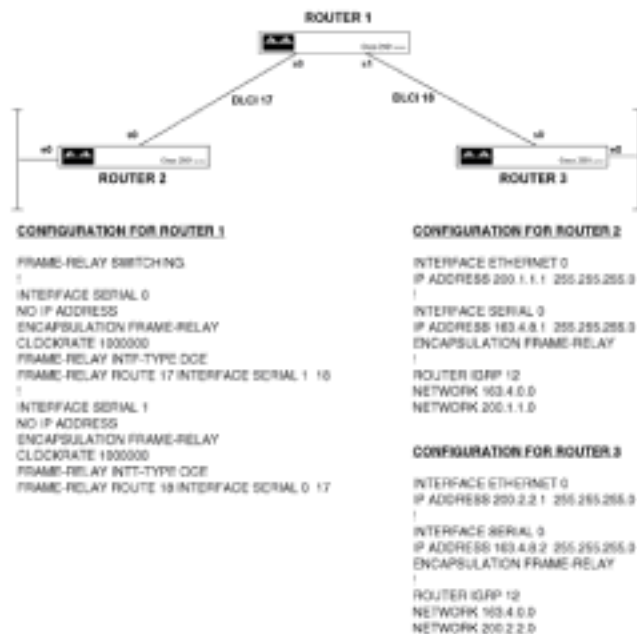 ROUTER 1
s0
s1
DLCI 17
DLCI 18
e0
s0
ROUTER 2
s0
e0
ROUTER 3
CONFIGURATION FOR ROUTER 1
FRAME-RELAY SWITCHING
!
INTERFACE SERIAL 0
NO IP ADDRESS
ENCAPSULATION FRAME-RELAY
CLOCKRATE 1000000
FRAME-RELAY INTF-TYPE DCE
FRAME-RELAY ROUTE 17 INTERFACE SERIAL 1 18
!
INTERFACE SERIAL 1
NO IP ADDRESS
ENCAPSULATION FRAME-RELAY
CLOCKRATE 1000000
FRAME-RELAY INTT-TYPE DCE
FRAME-RELAY ROUTE 18 INTERFACE SERIAL 0 17
CONFIGURATION FOR ROUTER 2
INTERFACE ETHERNET 0
IP ADDRESS 200.1.1.1 255.255.255.0
!
INTERFACE SERIAL 0
IP ADDRESS 163.4.8.1 255.255.255.0
ENCAPSULATION FRAME-RELAY
!
ROUTER IGRP 12
NETWORK 163.4.0.0
NETWORK 200.1.1.0
CONFIGURATION FOR ROUTER 3
INTERFACE ETHERNET 0
IP ADDRESS 200.2.2.1 255.255.255.0
!
INTERFACE SERIAL 0
IP ADDRESS 163.4.8.2 255.255.255.0
ENCAPSULATION FRAME-RELAY
!
ROUTER IGRP 12
NETWORK 163.4.0.0
NETWORK 200.2.2.0